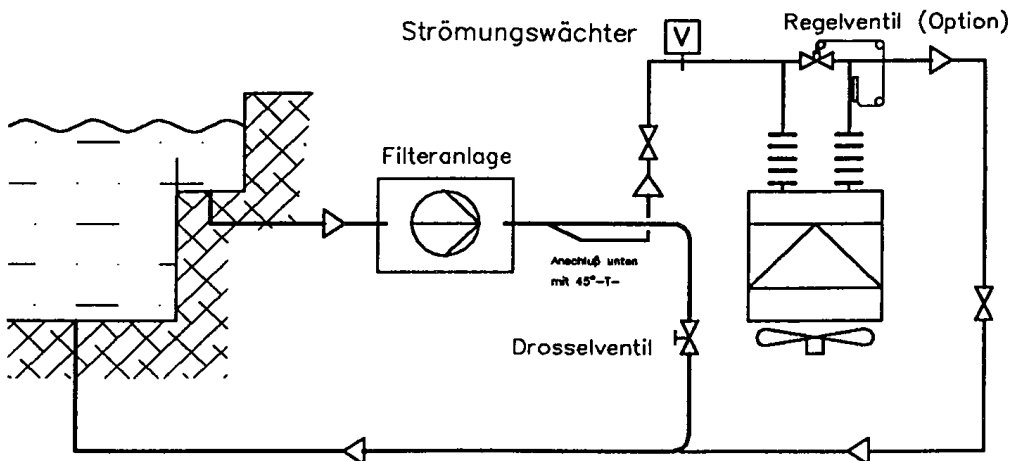 Strömungswächter
V
Regelventil (Option)
Filteranlage
Anschluß unten
mit 45°-T-
Drosselventil